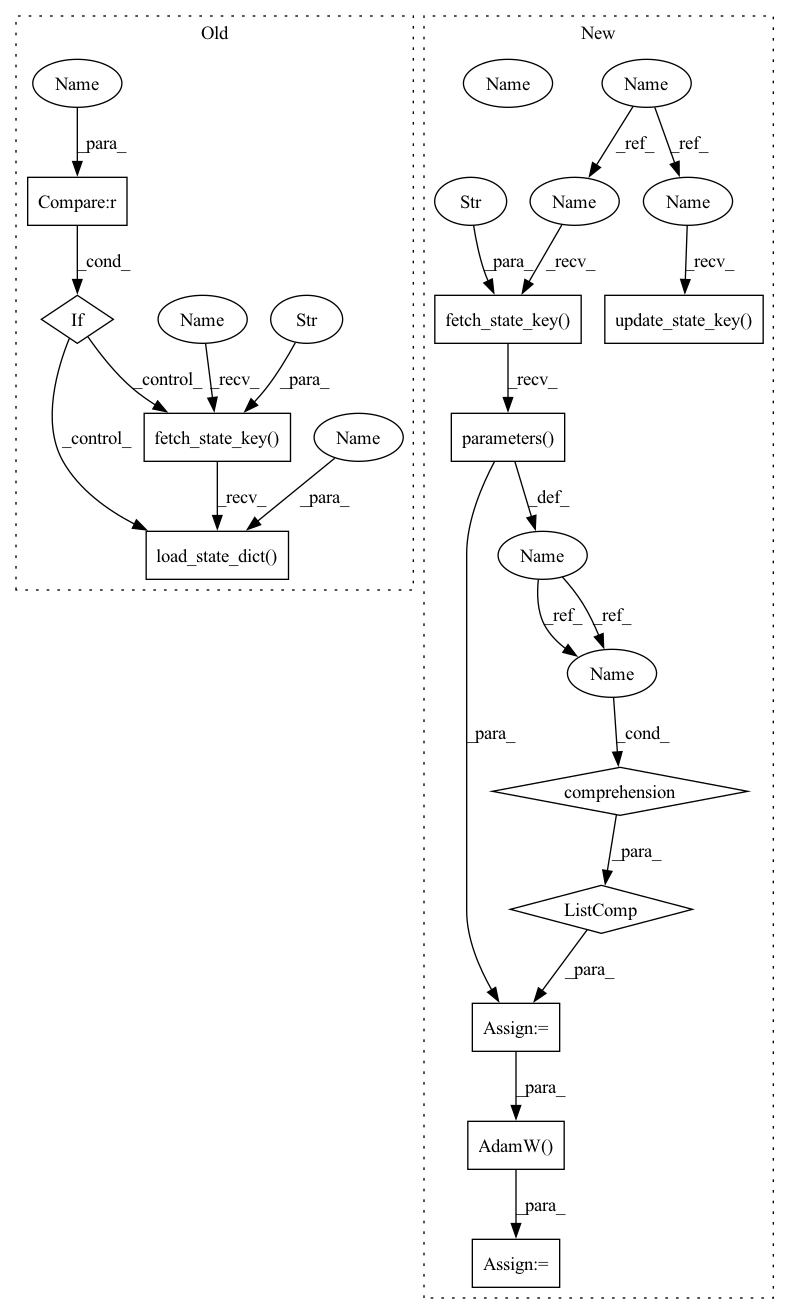 Old
New
Name
Name
Name
_para_
_ref_
_ref_
Compare:r
Str
Name
Name
_cond_
_para_
_recv_
_recv_
If
Name
Str
fetch_state_key()
update_state_key()
_control_
_recv_
_para_
_recv_
_control_
fetch_state_key()
Name
parameters()
_recv_
_para_
_def_
load_state_dict()
Name
_ref_
_ref_
Name
_para_
_cond_
comprehension
_para_
ListComp
_para_
Assign:=
_para_
AdamW()
_para_
Assign:=